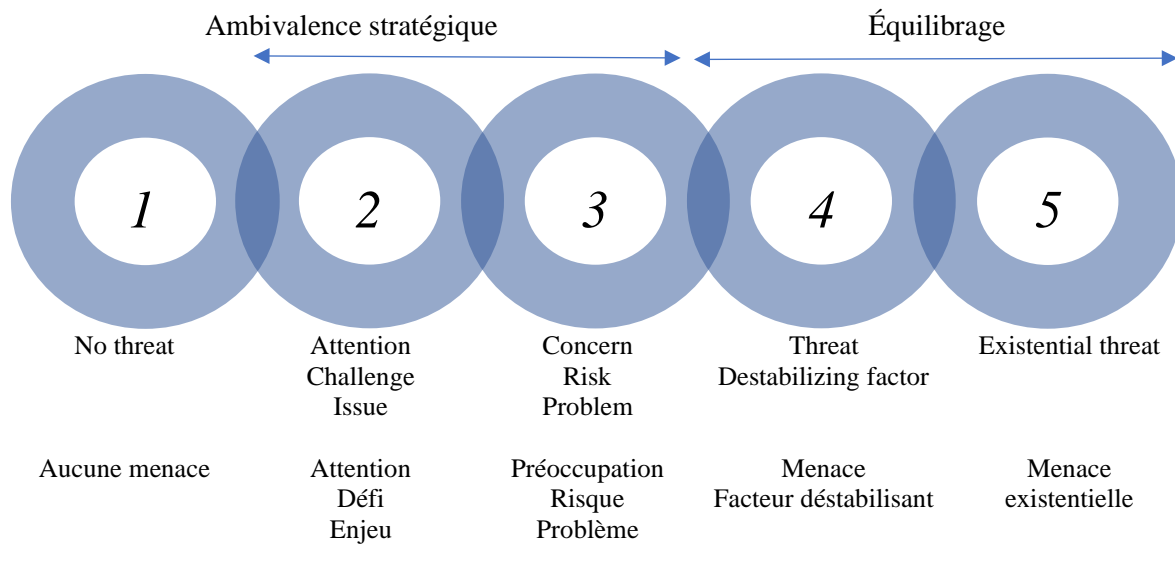 Ambivalence stratégique
Équilibrage
1
2
3
4
5
No threat
Attention
Challenge
Issue
Concern
Risk
Problem
Threat
Destabilizing factor
Existential threat
Aucune menace
Attention
Défi
Enjeu
Préoccupation
Risque
Problème
Menace
Facteur déstabilisant
Menace
existentielle